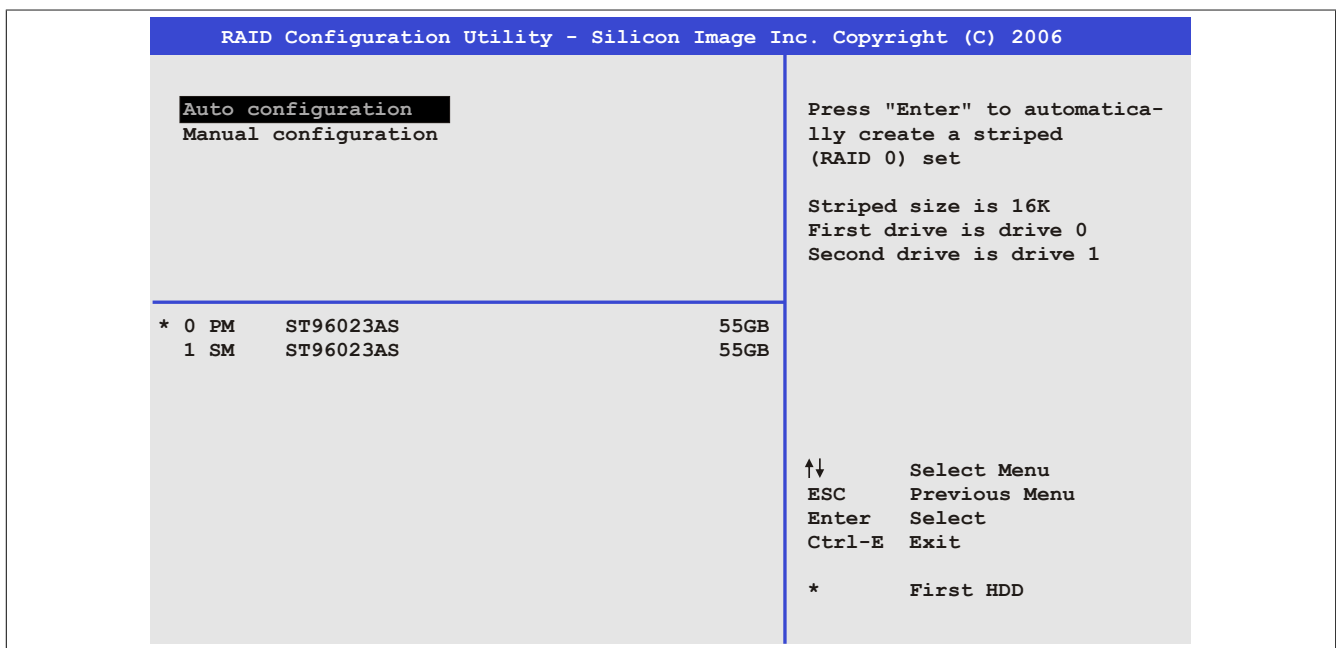 RAID Configuration Utility - Silicon Image Inc. Copyright (C) 2006
Auto configuration
Manual configuration
Press "Enter" to automatica-
lly create a striped
(RAID 0) set
Striped size is 16K
First drive is drive 0
Second drive is drive 1
* 0 PM ST96023AS 55GB
1 SM ST96023AS 55GB
↑↓ Select Menu
ESC Previous Menu
Enter Select
Ctrl-E Exit
* First HDD